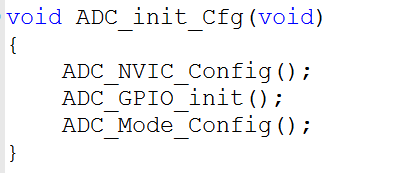 void ADC_init_Cfg(void)
{
    ADC_NVIC_Config();
    ADC_GPIO_init();
    ADC_Mode_Config();
}